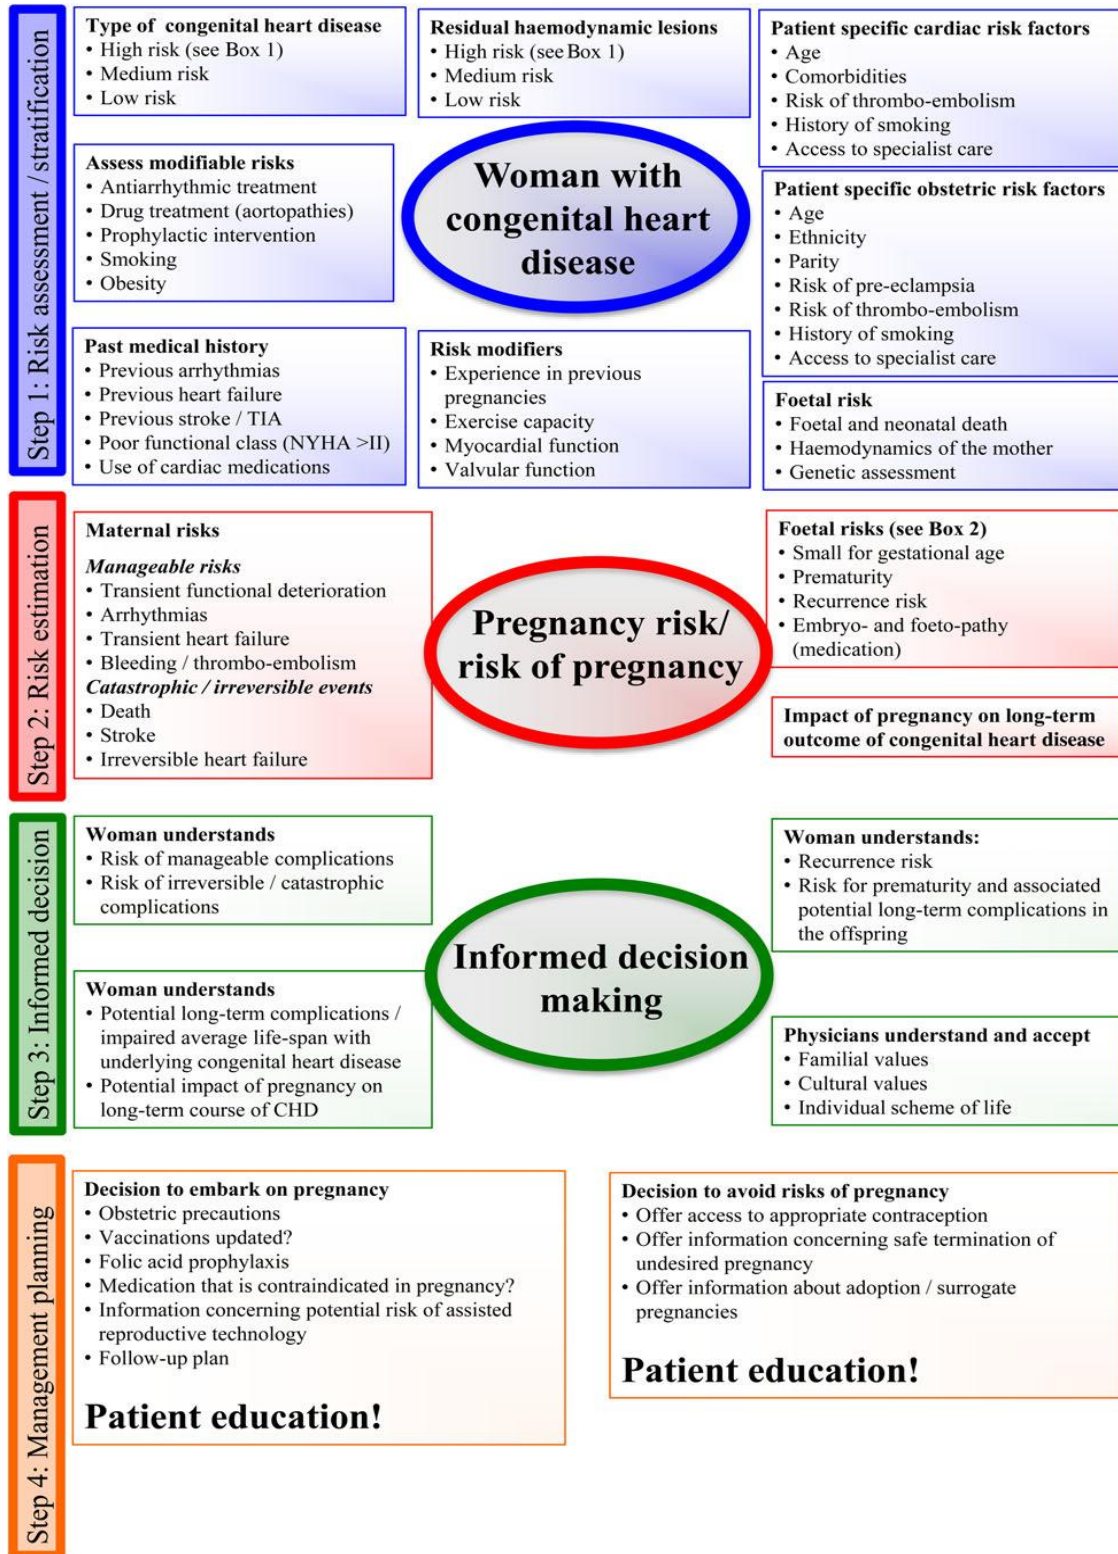 Step 1: Risk assessment / stratification
Type of congenital heart disease
• High risk (see Box 1)
• Medium risk
• Low risk
Residual haemodynamic lesions
• High risk (see Box 1)
• Medium risk
• Low risk
Patient specific cardiac risk factors
• Age
• Comorbidities
• Risk of thrombo-embolism
• History of smoking
• Access to specialist care
Assess modifiable risks
• Antiarrhythmic treatment
• Drug treatment (aortopathies)
• Prophylactic intervention
• Smoking
• Obesity
Woman with
congenital heart
disease
Patient specific obstetric risk factors
• Age
• Ethnicity
• Parity
• Risk of pre-eclampsia
• Risk of thrombo-embolism
• History of smoking
• Access to specialist care
Past medical history
• Previous arrhythmias
• Previous heart failure
• Previous stroke / TIA
• Poor functional class (NYHA >II)
• Use of cardiac medications
Risk modifiers
• Experience in previous
pregnancies
• Exercise capacity
• Myocardial function
• Valvular function
Foetal risk
• Foetal and neonatal death
• Haemodynamics of the mother
• Genetic assessment
Step 2: Risk estimation
Maternal risks
Manageable risks
• Transient functional deterioration
• Arrhythmias
• Transient heart failure
• Bleeding / thrombo-embolism
Catastrophic / irreversible events
• Death
• Stroke
• Irreversible heart failure
Pregnancy risk/
risk of pregnancy
Foetal risks (see Box 2)
• Small for gestational age
• Prematurity
• Recurrence risk
• Embryo- and foeto-pathy
(medication)
Impact of pregnancy on long-term
outcome of congenital heart disease
Step 3: Informed decision
Woman understands
• Risk of manageable complications
• Risk of irreversible / catastrophic
complications
Woman understands:
• Recurrence risk
• Risk for prematurity and associated
potential long-term complications in
the offspring
Informed decision
making
Woman understands
• Potential long-term complications /
impaired average life-span with
underlying congenital heart disease
• Potential impact of pregnancy on
long-term course of CHD
Physicians understand and accept
• Familial values
• Cultural values
• Individual scheme of life
Step 4: Management planning
Decision to embark on pregnancy
• Obstetric precautions
• Vaccinations updated?
• Folic acid prophylaxis
• Medication that is contraindicated in pregnancy?
• Information concerning potential risk of assisted
reproductive technology
• Follow-up plan
Patient education!
Decision to avoid risks of pregnancy
• Offer access to appropriate contraception
• Offer information concerning safe termination of
undesired pregnancy
• Offer information about adoption / surrogate
pregnancies
Patient education!